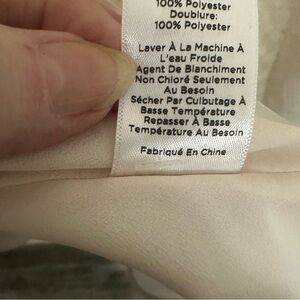 100% Polyester
Doublure:
100% Polyester
Laver À La Machine À
L'eau Froide
Agent De Blanchiment
Non Chloré Seulement
Au Besoin
Sécher Par Culbutage À
Basse Température
Repasser À Basse
Température Au Besoin
Fabriqué En Chine